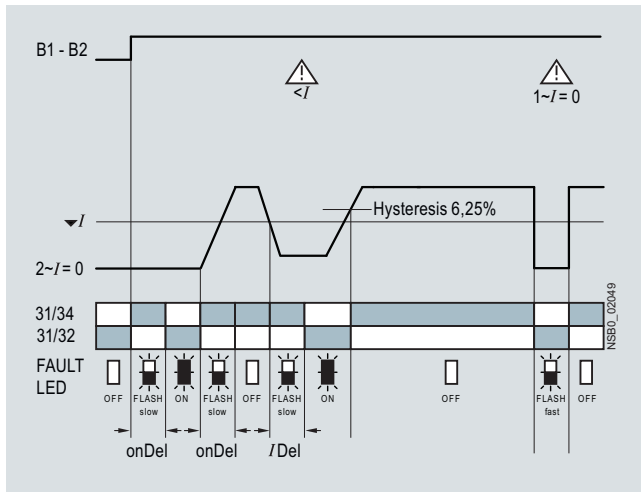 B1 - B2
<I
1~I = 0
Hysteresis 6,25%
▼I
2~I = 0
31/34
31/32
NSB0_02049
FAULT
LED
OFF FLASH slow ON FLASH slow OFF FLASH slow ON OFF FLASH fast OFF
onDel onDel I Del